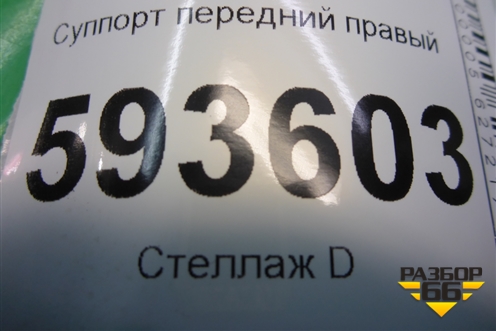 Суппорт передний правый
593603
Стеллаж D
РАЗБОР
66